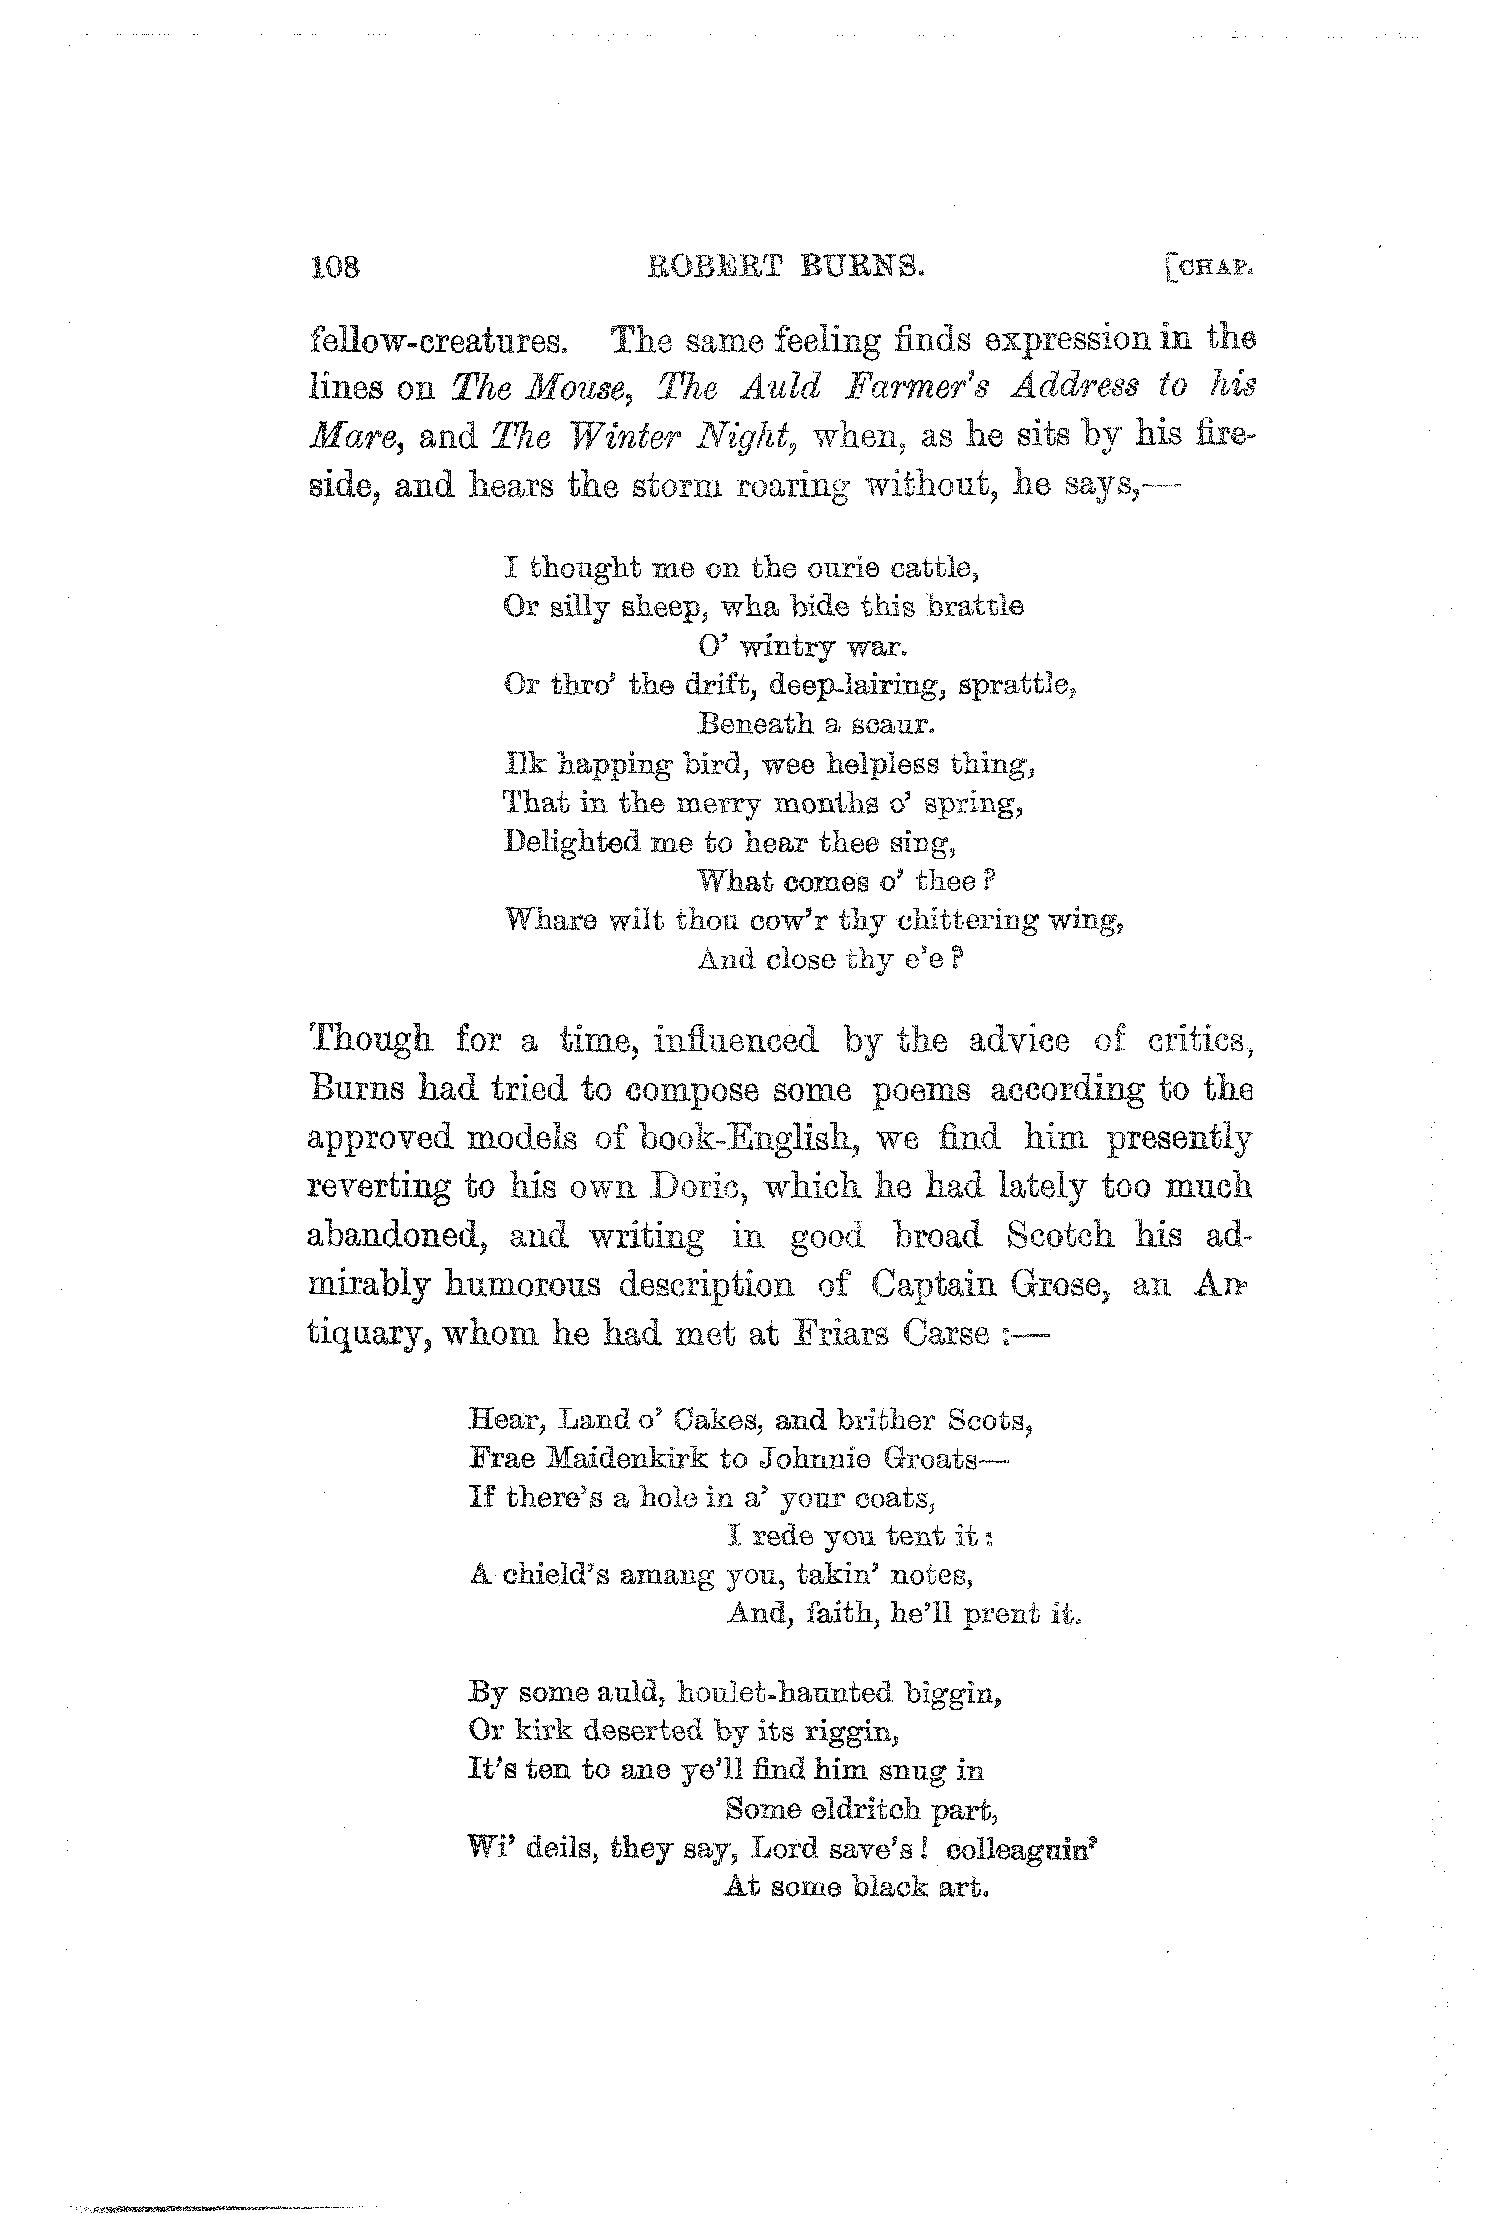 108 ROBERT BURNS. [CHAP.
fellow-creatures. The same feeling finds expression in the
lines on The Mouse, The Auld Farmer's Address to his
Mare, and The Winter Night, when, as he sits by his fire-
side, and hears the storm roaring without, he says,—
I thought me on the ourie cattle,
Or silly sheep, wha bide this brattle
O' wintry war.
Or thro' the drift, deep-lairing, sprattle,
Beneath a scaur.
Ilk happing bird, wee helpless thing,
That in the merry months o' spring,
Delighted me to hear thee sing,
What comes o' thee?
Whare wilt thou cow'r thy chittering wing,
And close thy e'e?
Though for a time, influenced by the advice of critics,
Burns had tried to compose some poems according to the
approved models of book-English, we find him presently
reverting to his own Doric, which he had lately too much
abandoned, and writing in good broad Scotch his ad-
mirably humorous description of Captain Grose, an An-
tiquary, whom he had met at Friars Carse:—
Hear, Land o' Cakes, and brither Scots,
Frae Maidenkirk to Johnnie Groats—
If there's a hole in a' your coats,
I rede you tent it:
A chield's amang you, takin' notes,
And, faith, he'll prent it.
By some auld, houlet-haunted biggin,
Or kirk deserted by its riggin,
It's ten to ane ye'll find him snug in
Some eldritch part,
Wi' deils, they say, Lord save's! colleaguin'
At some black art.